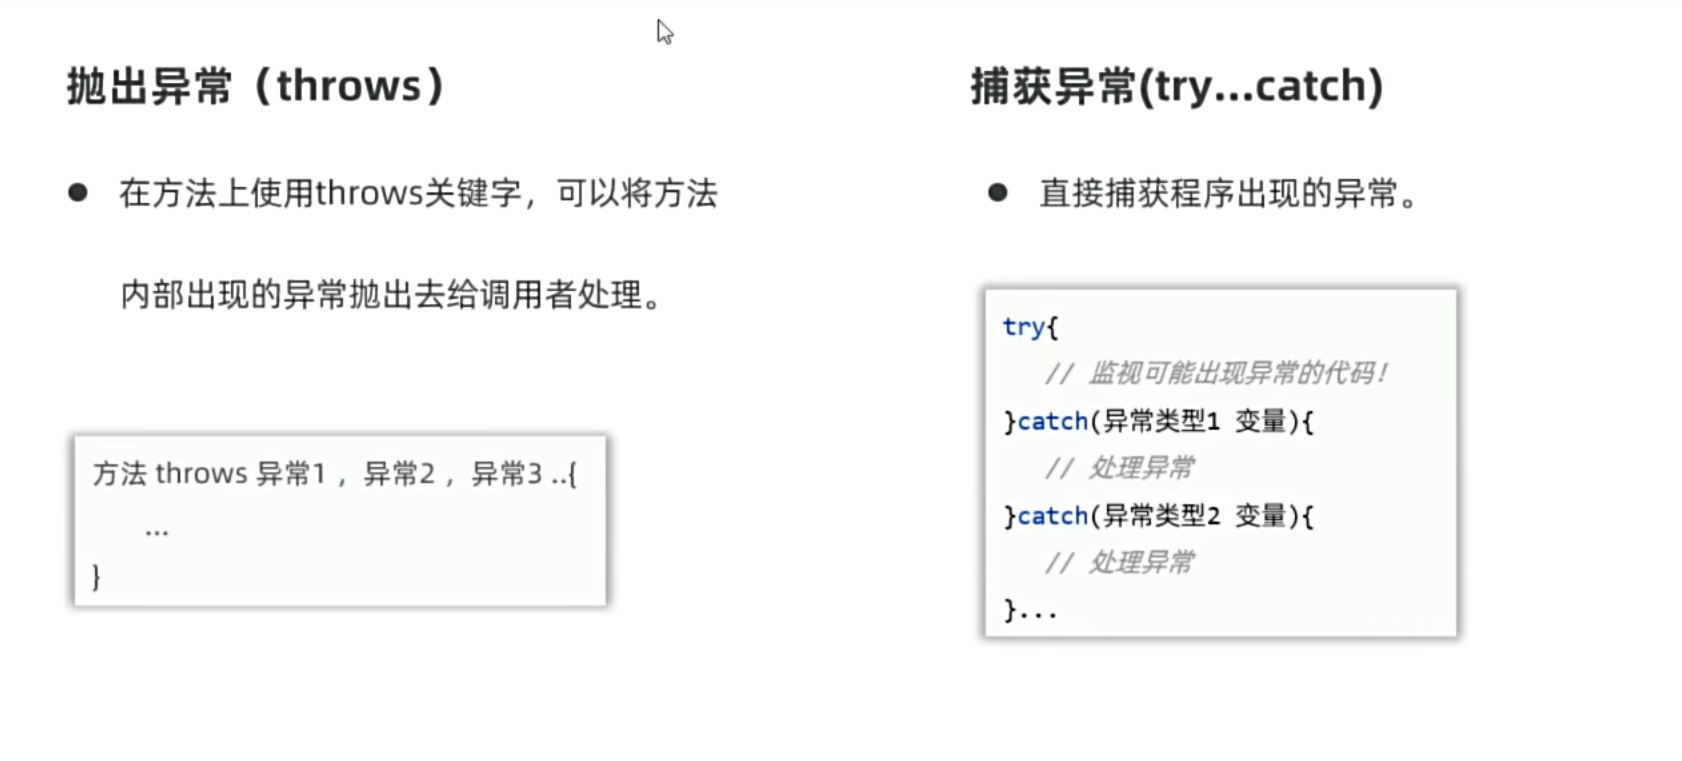 抛出异常（throws）
● 在方法上使用throws关键字，可以将方法
内部出现的异常抛出去给调用者处理。
方法 throws 异常1 ，异常2 ，异常3 ..{
...
}
捕获异常(try...catch)
● 直接捕获程序出现的异常。
try{
// 监视可能出现异常的代码！
}catch(异常类型1 变量){
// 处理异常
}catch(异常类型2 变量){
// 处理异常
}...